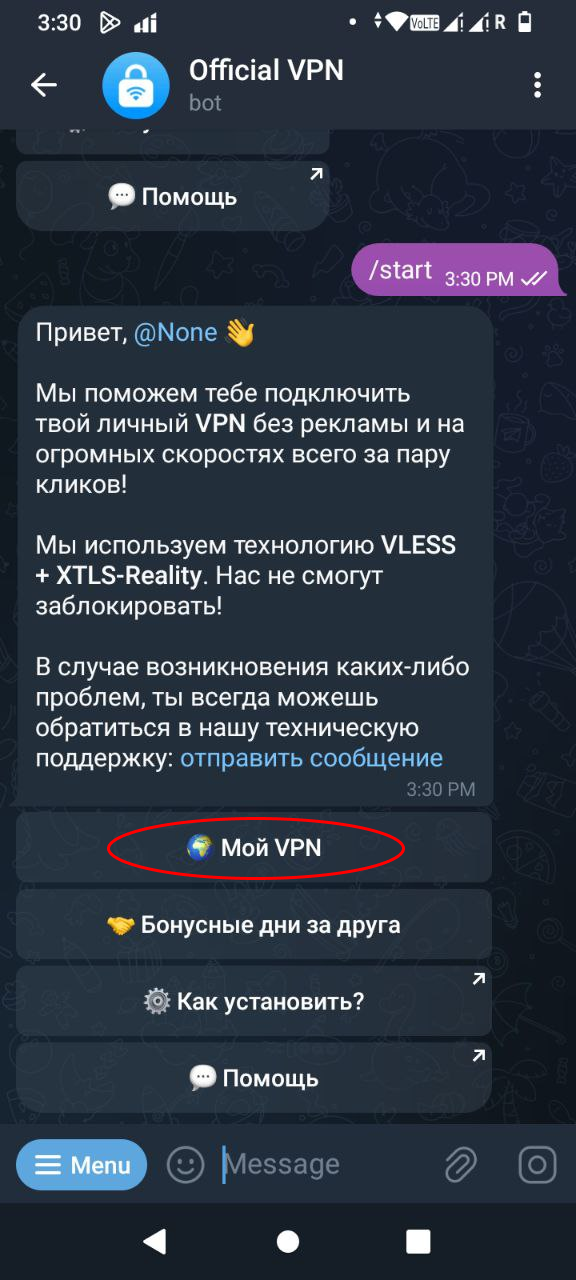 3:30
VoLTE
R
Official VPN
bot
Помощь
/start
3:30 PM
Привет, @None
Мы поможем тебе подключить
твой личный VPN без рекламы и на
огромных скоростях всего за пару
кликов!
Мы используем технологию VLESS
+ XTLS-Reality. Нас не смогут
заблокировать!
В случае возникновения каких-либо
проблем, ты всегда можешь
обратиться в нашу техническую
поддержку: отправить сообщение
3:30 PM
Мой VPN
Бонусные дни за друга
Как установить?
Помощь
Menu
Message